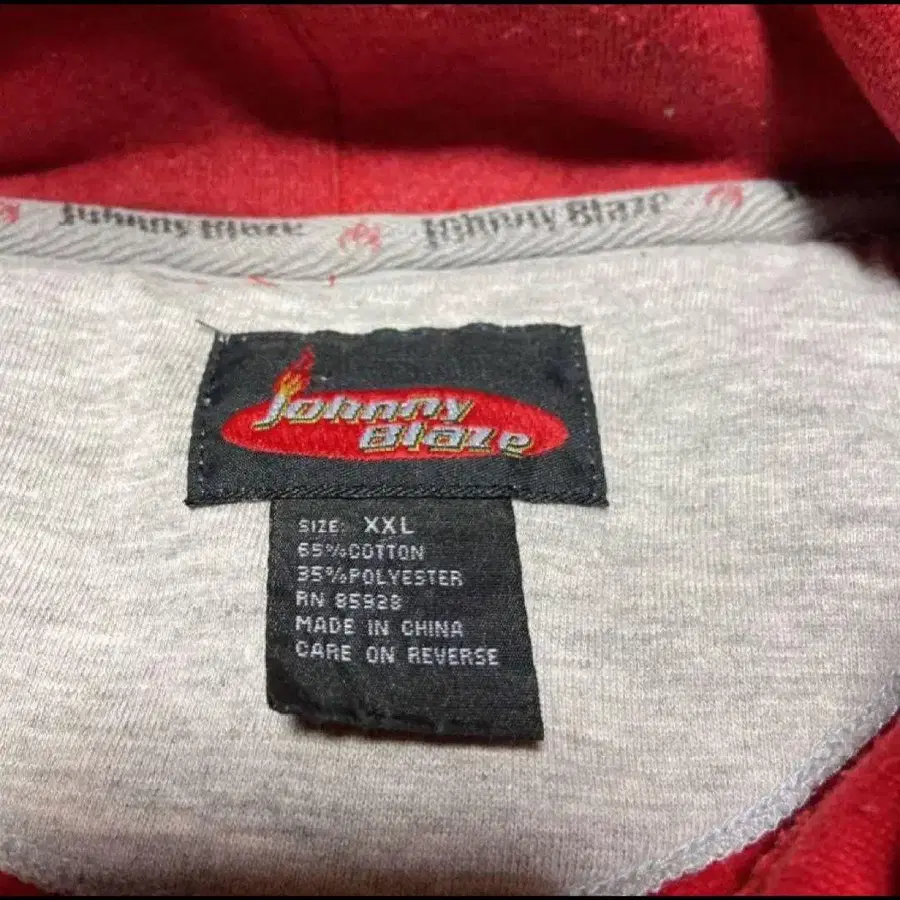 Johnny Blaze Johnny Blaze
Johnny
Blaze
SIZE: XXL
65%COTTON
35%POLYESTER
RN 85928
MADE IN CHINA
CARE ON REVERSE